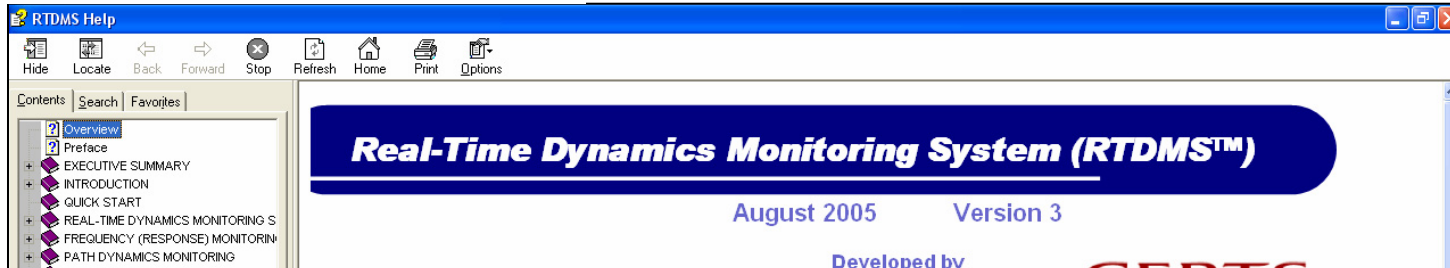 RTDMS Help
Hide Locate Back Forward Stop Refresh Home Print Options
Contents Search Favorites
Overview
Preface
EXECUTIVE SUMMARY
INTRODUCTION
QUICK START
REAL-TIME DYNAMICS MONITORING S
FREQUENCY (RESPONSE) MONITORIN
PATH DYNAMICS MONITORING
Real-Time Dynamics Monitoring System (RTDMS™)
August 2005 Version 3
Developed by
CERTS